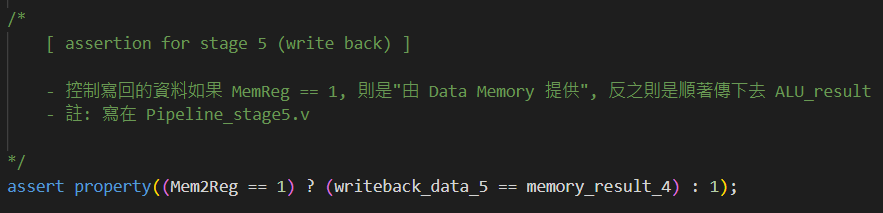 /*
[ assertion for stage 5 (write back) ]
- 控制寫回的資料如果 MemReg == 1, 則是"由 Data Memory 提供", 反之則是順著傳下去 ALU_result
- 註: 寫在 Pipeline_stage5.v
*/
assert property((Mem2Reg == 1) ? (writeback_data_5 == memory_result_4) : 1);